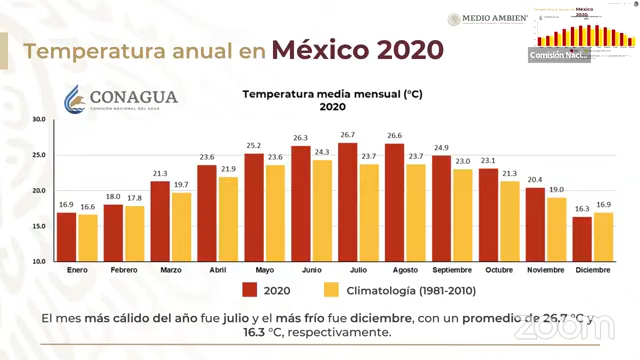 MEDIO AMBIEN
Temperatura anual en México 2020
México
2020
Comisión Naci...
CONAGUA
COMISIÓN NACIONAL DEL AGUA
Temperatura media mensual (°C)
2020
30.0
25.0
20.0
15.0
10.0
16.9 16.6 18.0 17.8 21.3 19.7 23.6 21.9 25.2 23.6 26.3 24.3 26.7 23.7 26.6 23.7 24.9 23.0 23.1 21.3 20.4 19.0 16.3 16.9
Enero Febrero Marzo Abril Mayo Junio Julio Agosto Septiembre Octubre Noviembre Diciembre
2020 Climatología (1981-2010)
El mes más cálido del año fue julio y el más frío fue diciembre, con un promedio de 26.7 °C y
16.3 °C, respectivamente.
zoom